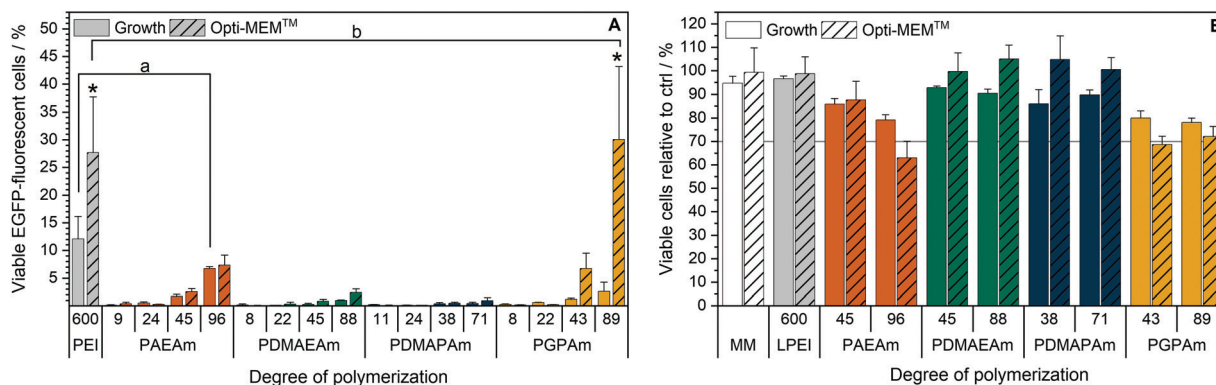 A
Growth Opti-MEM™
b
a
*
*
Viable EGFP-fluorescent cells / %
50
45
40
35
30
25
20
15
10
5
600 9 24 45 96 8 22 45 88 11 24 38 71 8 22 43 89
PEI PAEAm PDMAEAm PDMAPAm PGPAm
Degree of polymerization
Growth Opti-MEM™
Viable cells relative to ctrl / %
120
110
100
90
80
70
60
50
40
30
20
10
0
600 45 96 45 88 38 71 43 89
MM LPEI PAEAm PDMAEAm PDMAPAm PGPAm
Degree of polymerization